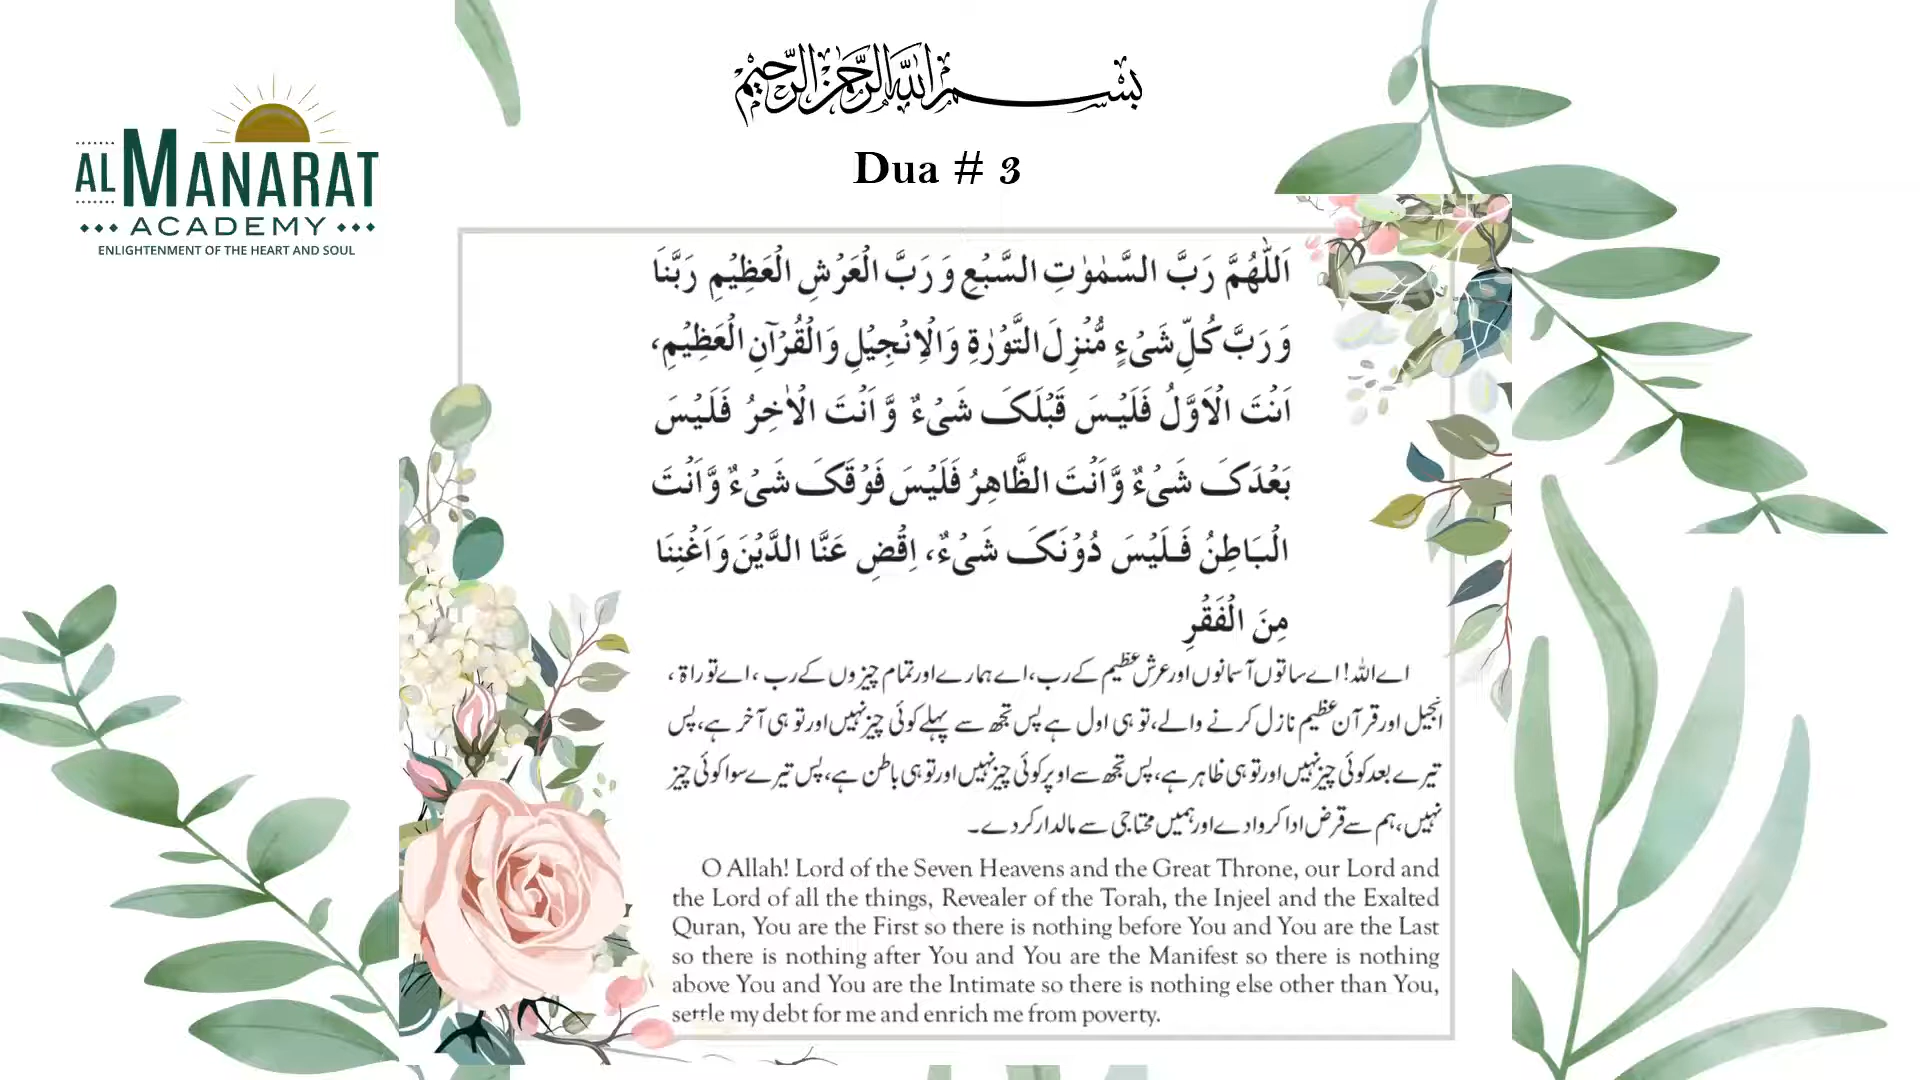 بسم الله الرحمن الرحيم
AL MANARAT
ACADEMY
ENLIGHTENMENT OF THE HEART AND SOUL
Dua # 3
اَللّٰهُمَّ رَبَّ السَّمٰوٰتِ السَّبْعِ وَ رَبَّ الْعَرْشِ الْعَظِيْمِ رَبَّنَا
وَ رَبَّ كُلِّ شَیْءٍ مُّنْزِلَ التَّوْرٰةِ وَالْاِنْجِيْلِ وَالْقُرْآنِ الْعَظِيْمِ،
اَنْتَ الْاَوَّلُ فَلَيْسَ قَبْلَکَ شَیْءٌ وَّ اَنْتَ الْاٰخِرُ فَلَيْسَ
بَعْدَکَ شَیْءٌ وَّاَنْتَ الظَّاهِرُ فَلَيْسَ فَوْقَکَ شَیْءٌ وَّاَنْتَ
الْبَاطِنُ فَلَيْسَ دُوْنَکَ شَیْءٌ، اِقْضِ عَنَّا الدَّيْنَ وَ اَغْنِنَا
مِنَ الْفَقْرِ
اے اللہ! اے ساتوں آسمانوں اور عرش عظیم کے رب، اے ہمارے اور تمام چیزوں کے رب، اے توراۃ،
انجیل اور قرآن عظیم نازل کرنے والے، تو ہی اول ہے پس تجھ سے پہلے کوئی چیز نہیں اور تو ہی آخر ہے، پس
تیرے بعد کوئی چیز نہیں اور تو ہی ظاہر ہے، پس تجھ سے اوپر کوئی چیز نہیں اور تو ہی باطن ہے، پس تیرے سوا کوئی چیز
نہیں، ہم سے قرض ادا کروا دے اور ہمیں محتاجی سے مالدار کر دے۔
O Allah! Lord of the Seven Heavens and the Great Throne, our Lord and
the Lord of all the things, Revealer of the Torah, the Injeel and the Exalted
Quran, You are the First so there is nothing before You and You are the Last
so there is nothing after You and You are the Manifest so there is nothing
above You and You are the Intimate so there is nothing else other than You,
settle my debt for me and enrich me from poverty.